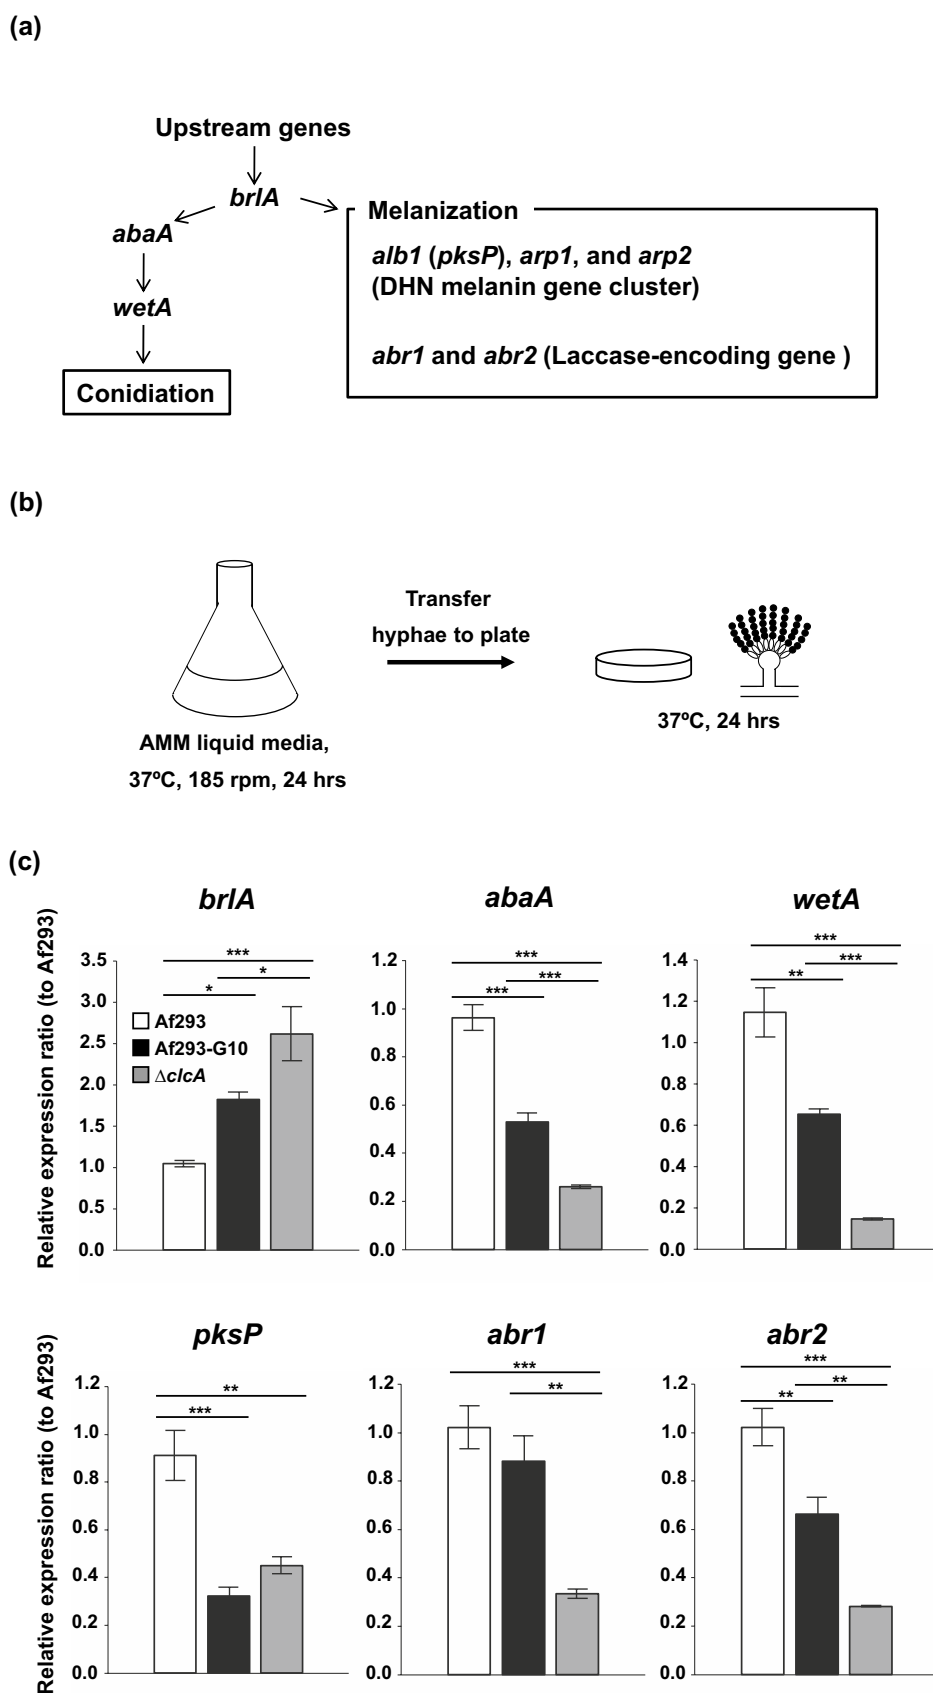 (a)
Upstream genes
brlA
abaA
wetA
Conidiation
Melanization
alb1 (pksP), arp1, and arp2
(DHN melanin gene cluster)
abr1 and abr2 (Laccase-encoding gene )
(b)
Transfer
hyphae to plate
AMM liquid media,
37ºC, 185 rpm, 24 hrs
37ºC, 24 hrs
(c)
Relative expression ratio (to Af293)
brlA
***
*
*
3.5
3.0
2.5
2.0
1.5
1.0
0.5
0.0
Af293
Af293-G10
ΔclcA
abaA
***
***
***
1.2
1.0
0.8
0.6
0.4
0.2
0.0
wetA
***
***
**
1.4
1.2
1.0
0.8
0.6
0.4
0.2
0.0
Relative expression ratio (to Af293)
pksP
**
***
1.2
1.0
0.8
0.6
0.4
0.2
0.0
abr1
***
**
1.2
1.0
0.8
0.6
0.4
0.2
0.0
abr2
***
**
**
1.2
1.0
0.8
0.6
0.4
0.2
0.0